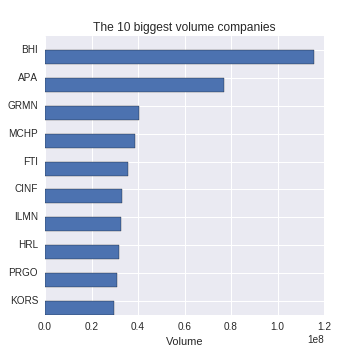 The 10 biggest volume companies
BHI
APA
GRMN
MCHP
FTI
CINF
ILMN
HRL
PRGO
KORS
0.0 0.2 0.4 0.6 0.8 1.0 1.2
1e8
Volume